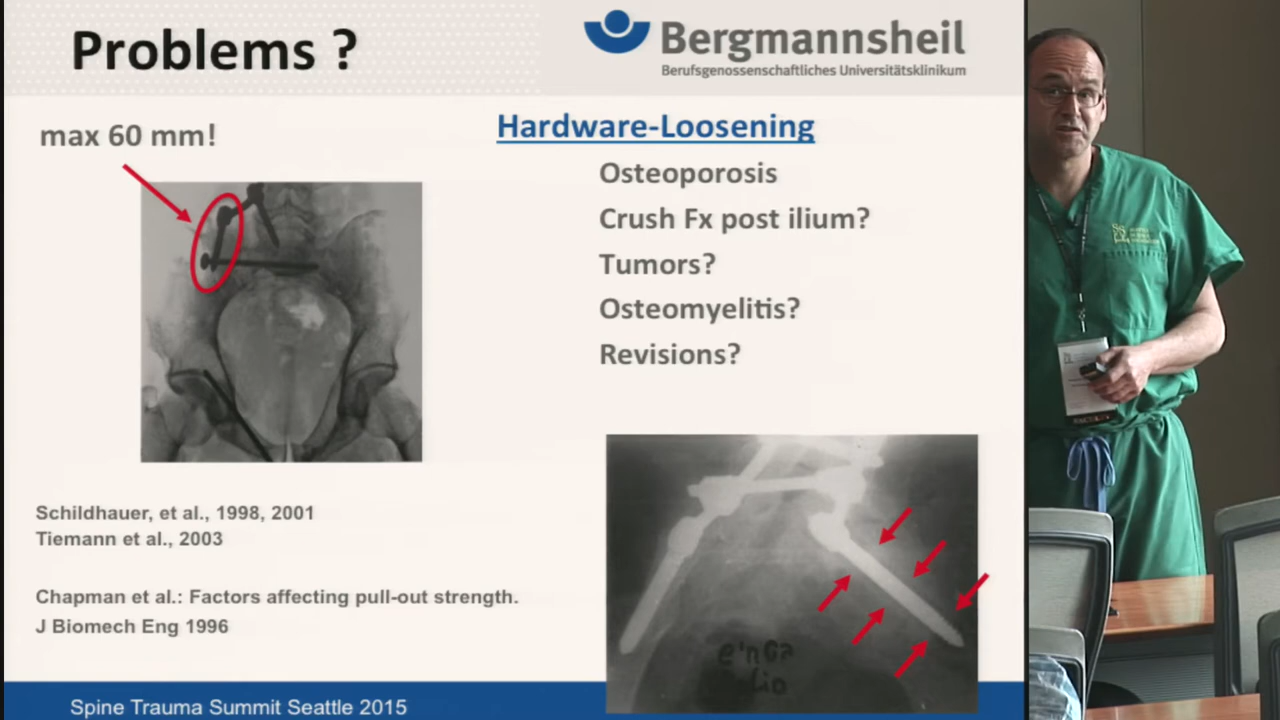 Problems ?
Bergmannsheil
Berufsgenossenschaftliches Universitätsklinikum
max 60 mm!
Hardware-Loosening
Osteoporosis
Crush Fx post ilium?
Tumors?
Osteomyelitis?
Revisions?
Schildhauer, et al., 1998, 2001
Tiemann et al., 2003
Chapman et al.: Factors affecting pull-out strength.
J Biomech Eng 1996
Spine Trauma Summit Seattle 2015